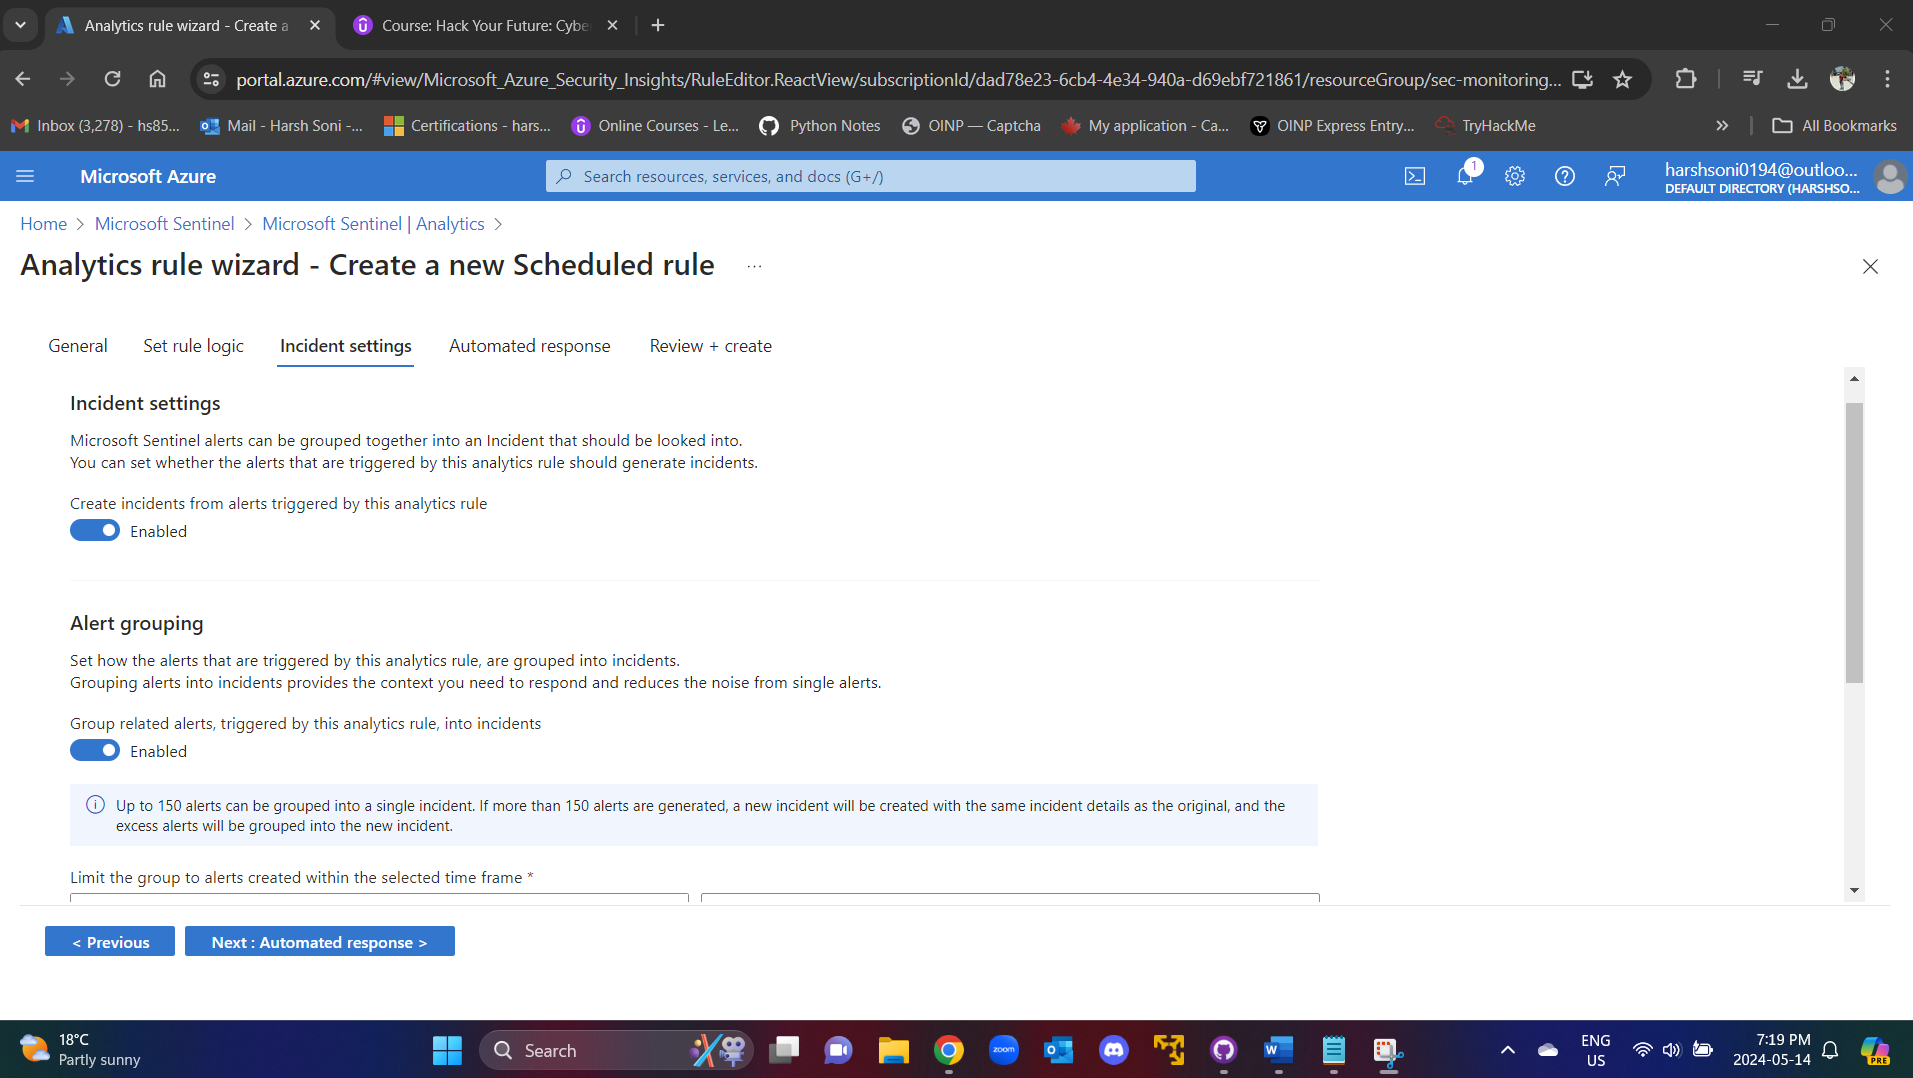 Analytics rule wizard - Create a
Course: Hack Your Future: Cybe
portal.azure.com/#view/Microsoft_Azure_Security_Insights/RuleEditor.ReactView/subscriptionId/dad78e23-6cb4-4e34-940a-d69ebf721861/resourceGroup/sec-monitoring...
Inbox (3,278) - hs85...
Mail - Harsh Soni -...
Certifications - hars...
Online Courses - Le...
Python Notes
OINP — Captcha
My application - Ca...
OINP Express Entry...
TryHackMe
All Bookmarks
Microsoft Azure
Search resources, services, and docs (G+/)
1
harshsoni0194@outloo...
DEFAULT DIRECTORY (HARSHSO...
Home > Microsoft Sentinel > Microsoft Sentinel | Analytics >
Analytics rule wizard - Create a new Scheduled rule ...
General
Set rule logic
Incident settings
Automated response
Review + create
Incident settings
Microsoft Sentinel alerts can be grouped together into an Incident that should be looked into.
You can set whether the alerts that are triggered by this analytics rule should generate incidents.
Create incidents from alerts triggered by this analytics rule
Enabled
Alert grouping
Set how the alerts that are triggered by this analytics rule, are grouped into incidents.
Grouping alerts into incidents provides the context you need to respond and reduces the noise from single alerts.
Group related alerts, triggered by this analytics rule, into incidents
Enabled
Up to 150 alerts can be grouped into a single incident. If more than 150 alerts are generated, a new incident will be created with the same incident details as the original, and the
excess alerts will be grouped into the new incident.
Limit the group to alerts created within the selected time frame *
< Previous
Next : Automated response >
18°C
Partly sunny
Search
zoom
ENG
US
7:19 PM
2024-05-14
PRE